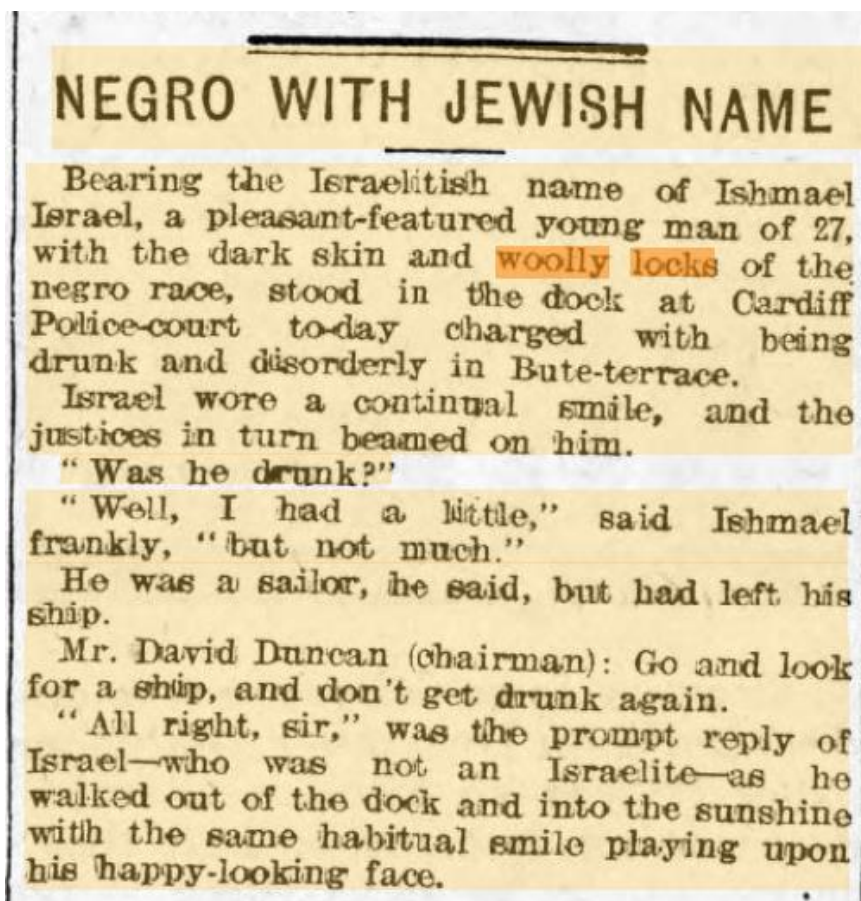 NEGRO WITH JEWISH NAME
Bearing the Israelitish name of Ishmael
Israel, a pleasant-featured young man of 27,
with the dark skin and woolly locks of the
negro race, stood in the dock at Cardiff
Police-court to-day charged with being
drunk and disorderly in Bute-terrace.
Israel wore a continual smile, and the
justices in turn beamed on him.
"Was he drunk?"
"Well, I had a little," said Ishmael
frankly, "but not much."
He was a sailor, he said, but had left his
ship.
Mr. David Duncan (chairman): Go and look
for a ship, and don't get drunk again.
"All right, sir," was the prompt reply of
Israel—who was not an Israelite—as he
walked out of the dock and into the sunshine
with the same habitual smile playing upon
his happy-looking face.